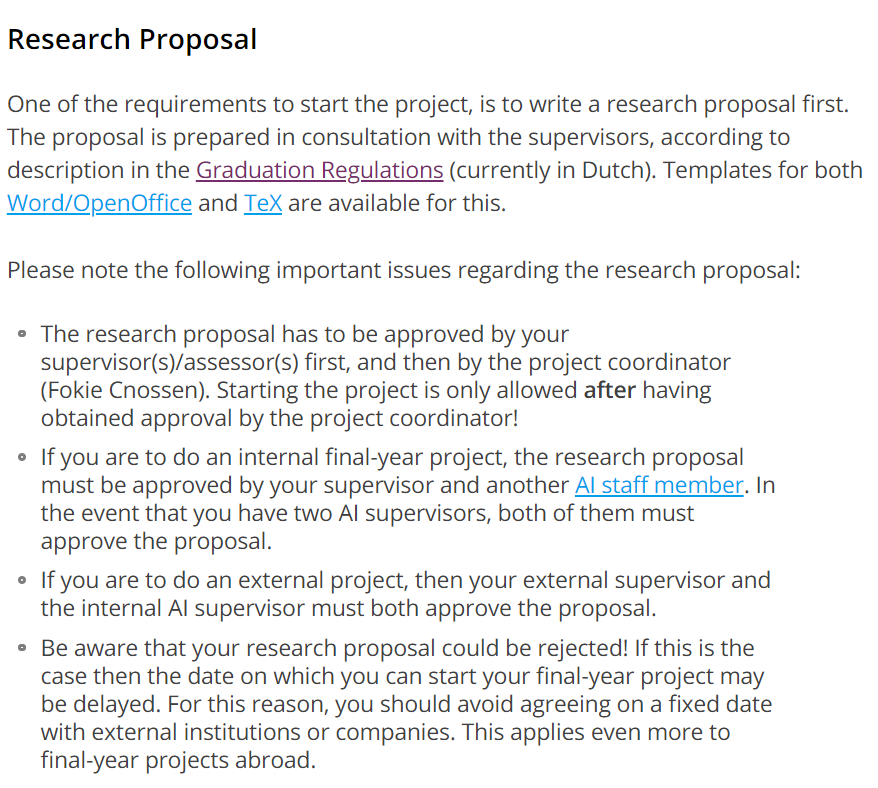 Research Proposal
One of the requirements to start the project, is to write a research proposal first.
The proposal is prepared in consultation with the supervisors, according to
description in the Graduation Regulations (currently in Dutch). Templates for both
Word/OpenOffice and TeX are available for this.
Please note the following important issues regarding the research proposal:
The research proposal has to be approved by your
supervisor(s)/assessor(s) first, and then by the project coordinator
(Fokie Cnossen). Starting the project is only allowed after having
obtained approval by the project coordinator!
If you are to do an internal final-year project, the research proposal
must be approved by your supervisor and another AI staff member. In
the event that you have two AI supervisors, both of them must
approve the proposal.
If you are to do an external project, then your external supervisor and
the internal AI supervisor must both approve the proposal.
Be aware that your research proposal could be rejected! If this is the
case then the date on which you can start your final-year project may
be delayed. For this reason, you should avoid agreeing on a fixed date
with external institutions or companies. This applies even more to
final-year projects abroad.